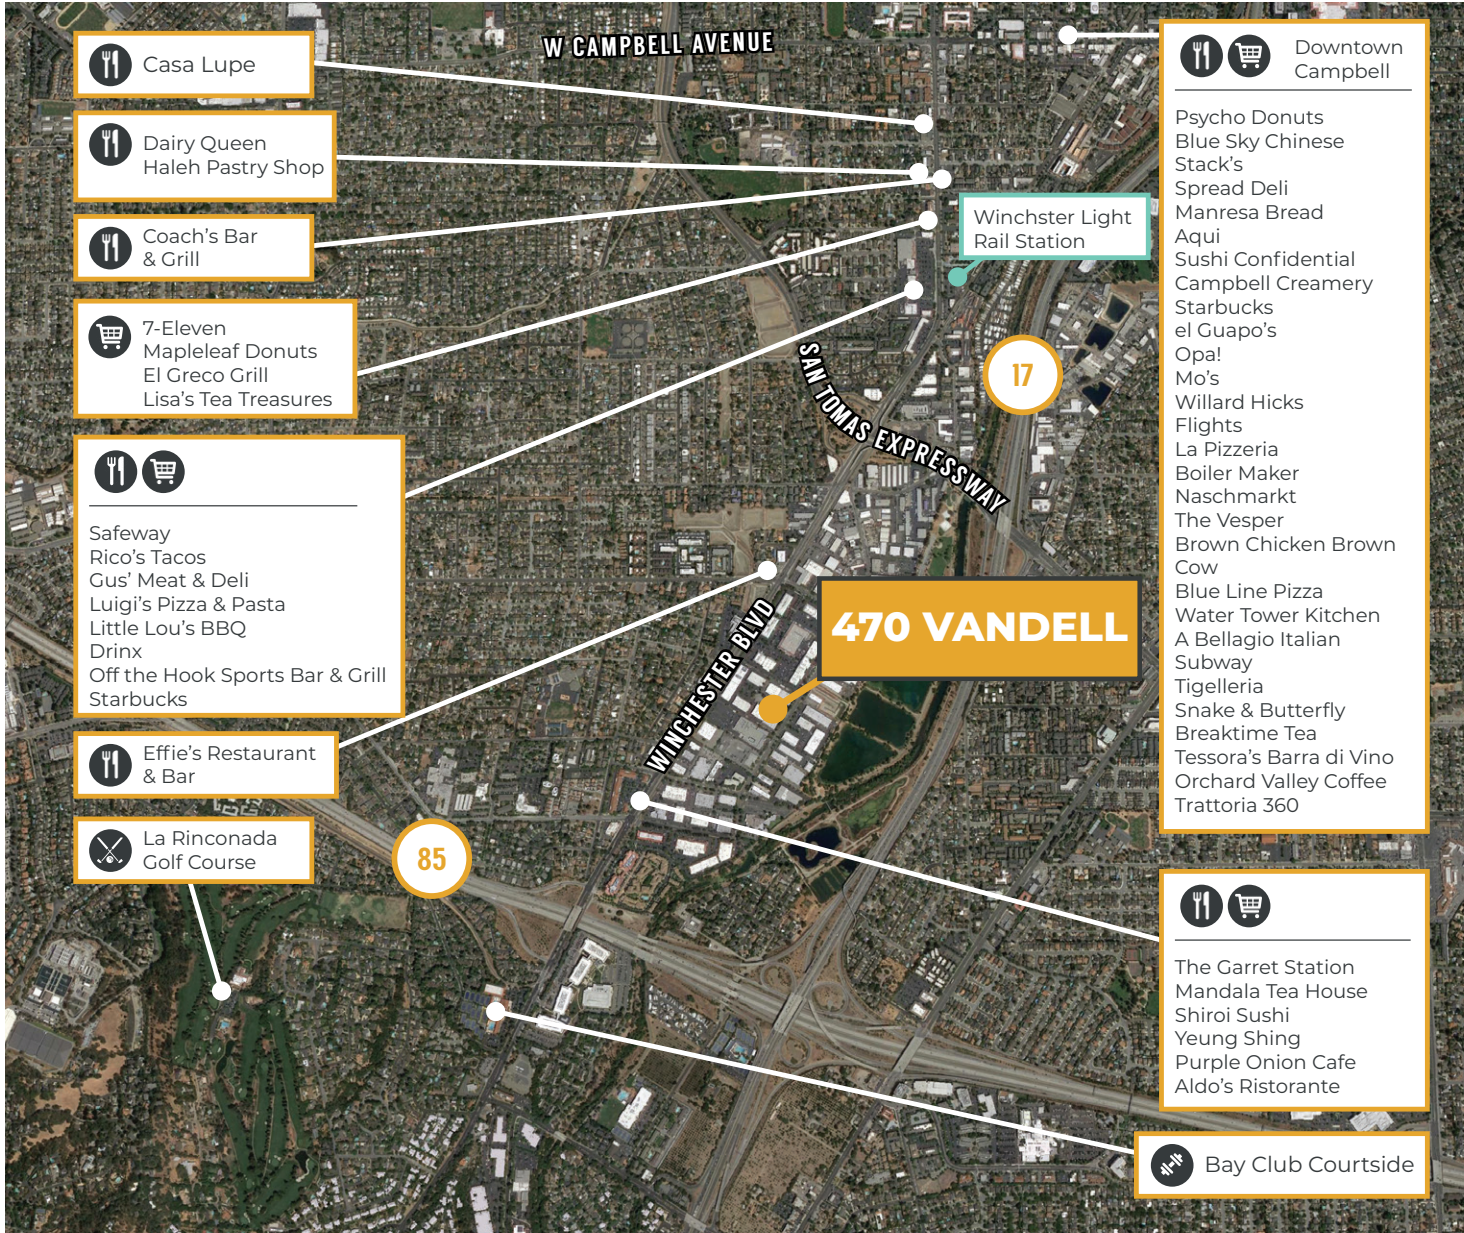 W CAMPBELL AVENUE
Casa Lupe
Dairy Queen
Haleh Pastry Shop
Coach's Bar
& Grill
7-Eleven
Mapleleaf Donuts
El Greco Grill
Lisa's Tea Treasures
Safeway
Rico's Tacos
Gus' Meat & Deli
Luigi's Pizza & Pasta
Little Lou's BBQ
Drinx
Off the Hook Sports Bar & Grill
Starbucks
Effie's Restaurant
& Bar
La Rinconada
Golf Course
85
Winchster Light
Rail Station
17
SAN TOMAS EXPRESSWAY
470 VANDELL
WINCHESTER BLVD
Downtown
Campbell
Psycho Donuts
Blue Sky Chinese
Stack's
Spread Deli
Manresa Bread
Aqui
Sushi Confidential
Campbell Creamery
Starbucks
el Guapo's
Opa!
Mo's
Willard Hicks
Flights
La Pizzeria
Boiler Maker
Naschmarkt
The Vesper
Brown Chicken Brown
Cow
Blue Line Pizza
Water Tower Kitchen
A Bellagio Italian
Subway
Tigelleria
Snake & Butterfly
Breaktime Tea
Tessora's Barra di Vino
Orchard Valley Coffee
Trattoria 360
The Garret Station
Mandala Tea House
Shiroi Sushi
Yeung Shing
Purple Onion Cafe
Aldo's Ristorante
Bay Club Courtside